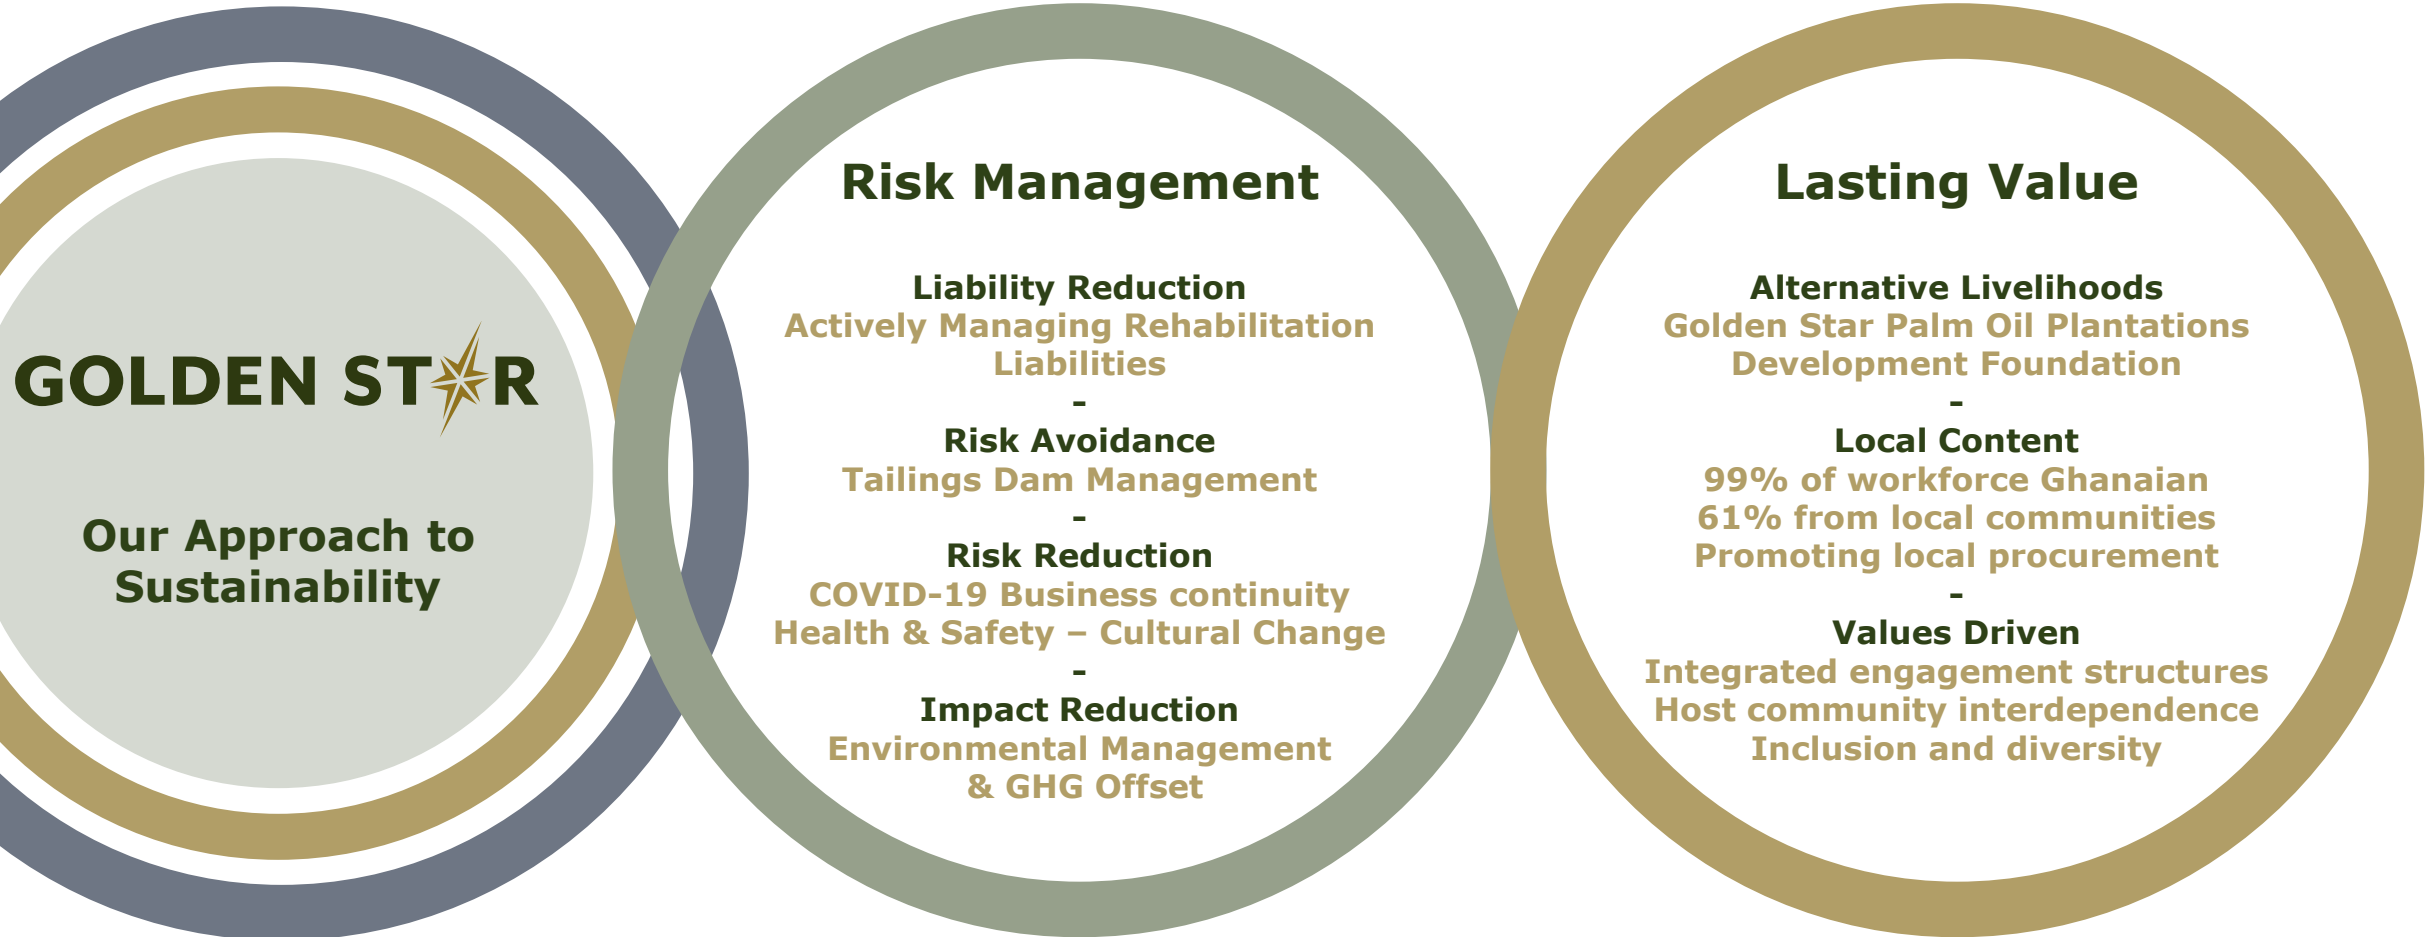 GOLDEN STAR
Our Approach to
Sustainability
Risk Management
Liability Reduction
Actively Managing Rehabilitation
Liabilities
-
Risk Avoidance
Tailings Dam Management
-
Risk Reduction
COVID-19 Business continuity
Health & Safety – Cultural Change
-
Impact Reduction
Environmental Management
& GHG Offset
Lasting Value
Alternative Livelihoods
Golden Star Palm Oil Plantations
Development Foundation
-
Local Content
99% of workforce Ghanaian
61% from local communities
Promoting local procurement
-
Values Driven
Integrated engagement structures
Host community interdependence
Inclusion and diversity